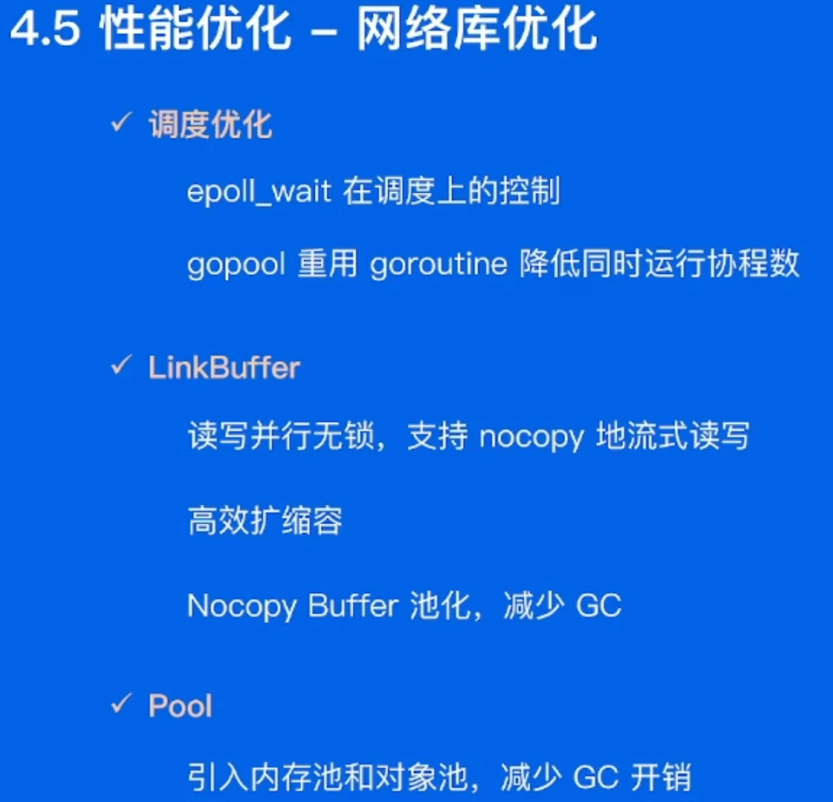 4.5 性能优化 – 网络库优化
✓ 调度优化
epoll_wait 在调度上的控制
gopool 重用 goroutine 降低同时运行协程数
✓ LinkBuffer
读写并行无锁，支持 nocopy 地流式读写
高效扩缩容
Nocopy Buffer 池化，减少 GC
✓ Pool
引入内存池和对象池，减少 GC 开销